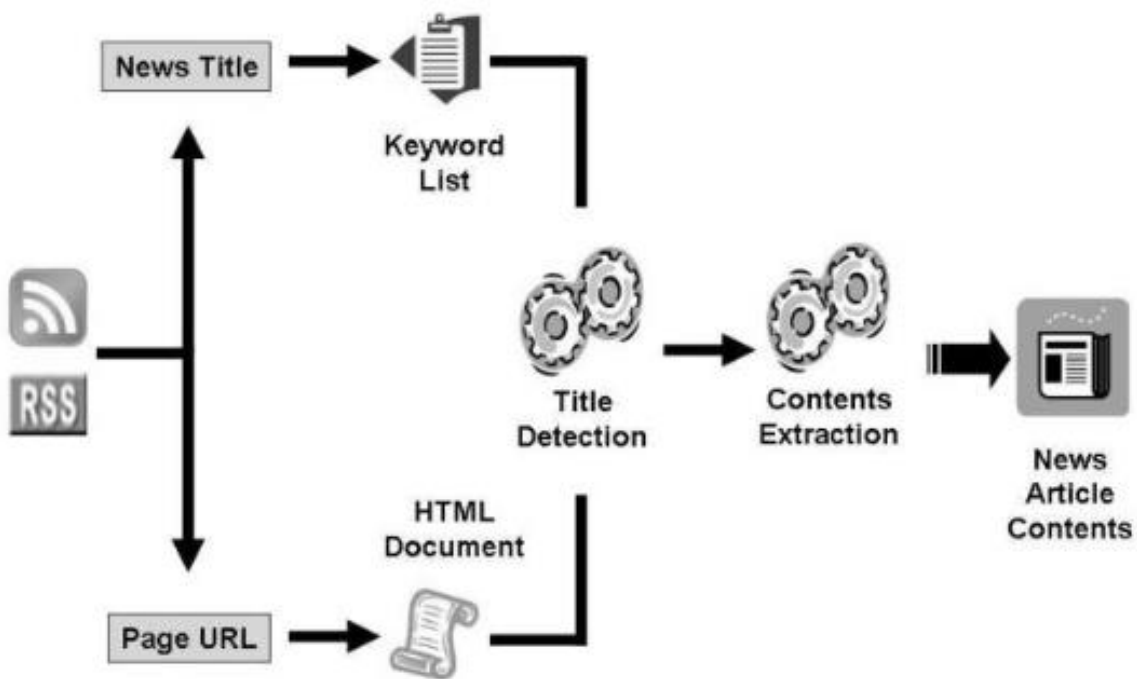 News Title
Keyword
List
RSS
Title
Detection
Contents
Extraction
News
Article
Contents
HTML
Document
Page URL